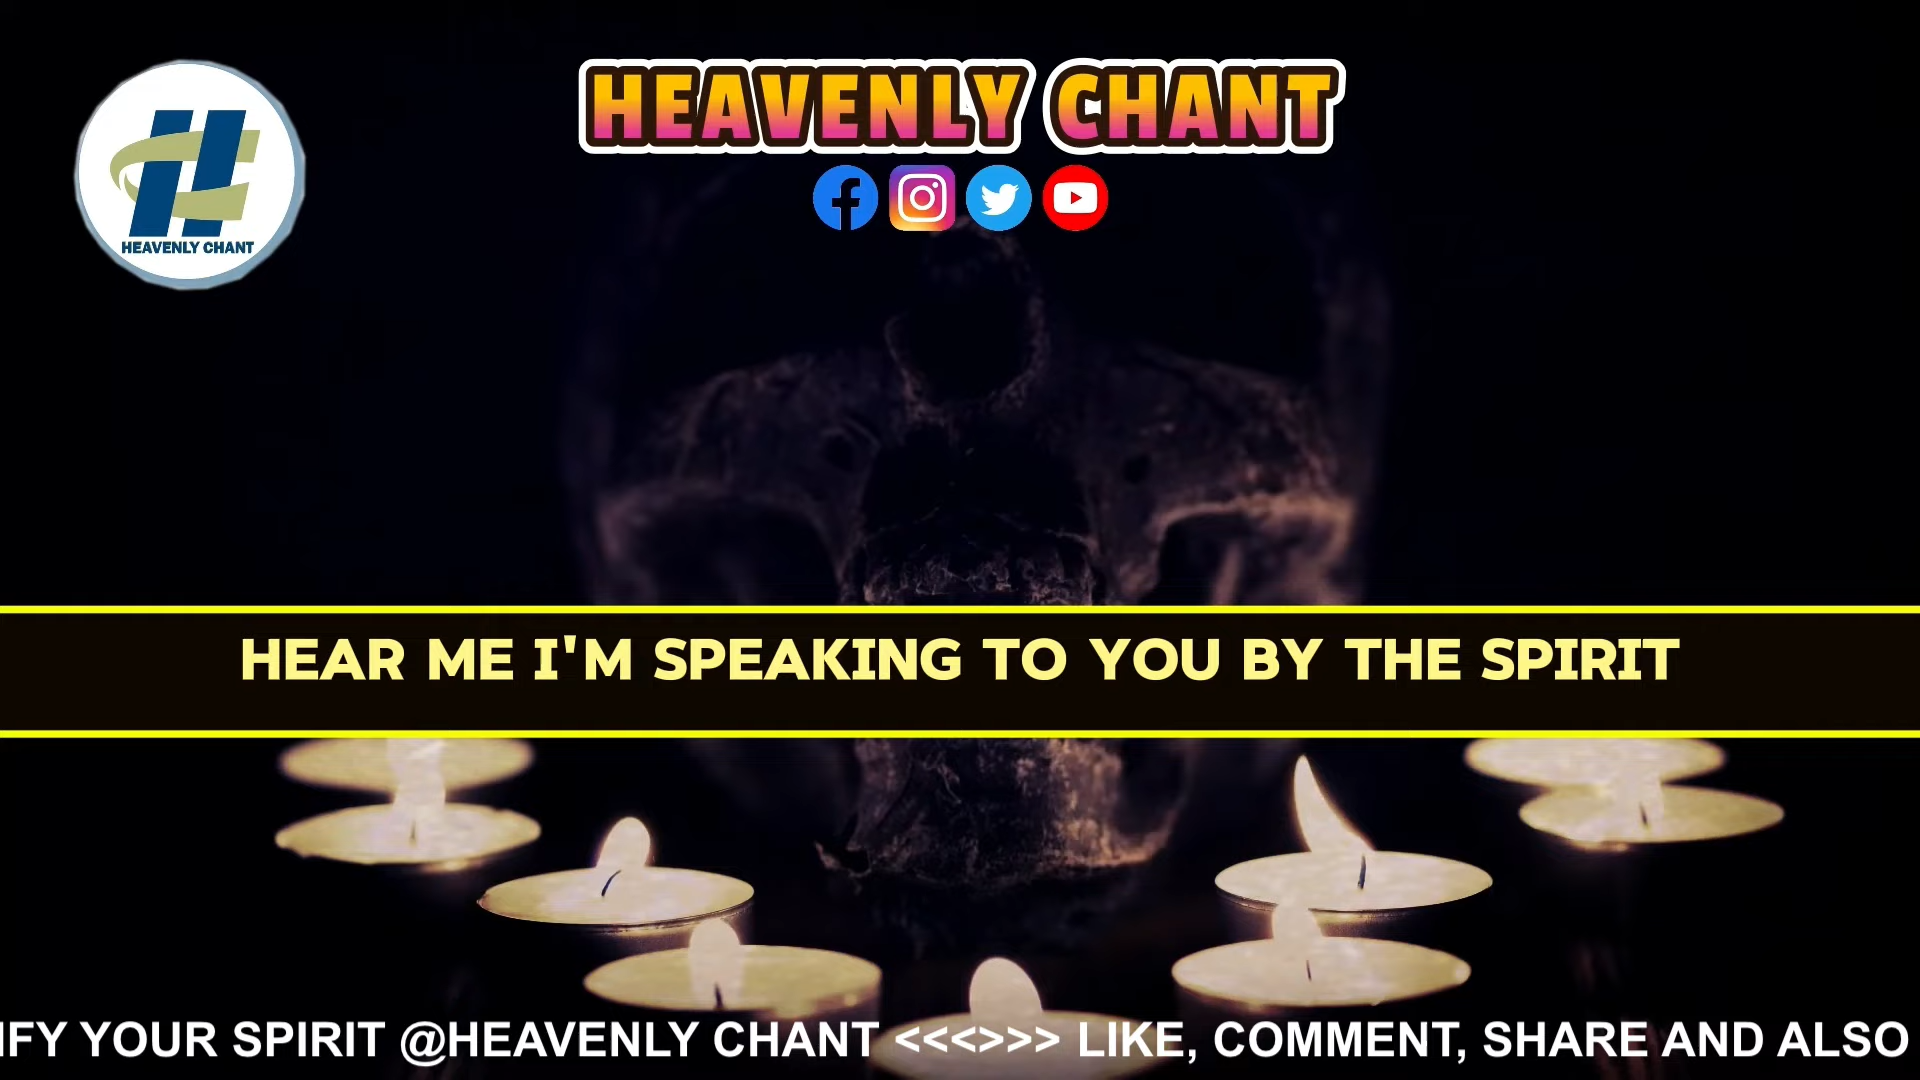 HEAVENLY CHANT
HEAVENLY CHANT
HEAR ME I'M SPEAKING TO YOU BY THE SPIRIT
IFY YOUR SPIRIT @HEAVENLY CHANT <<<>>> LIKE, COMMENT, SHARE AND ALSO